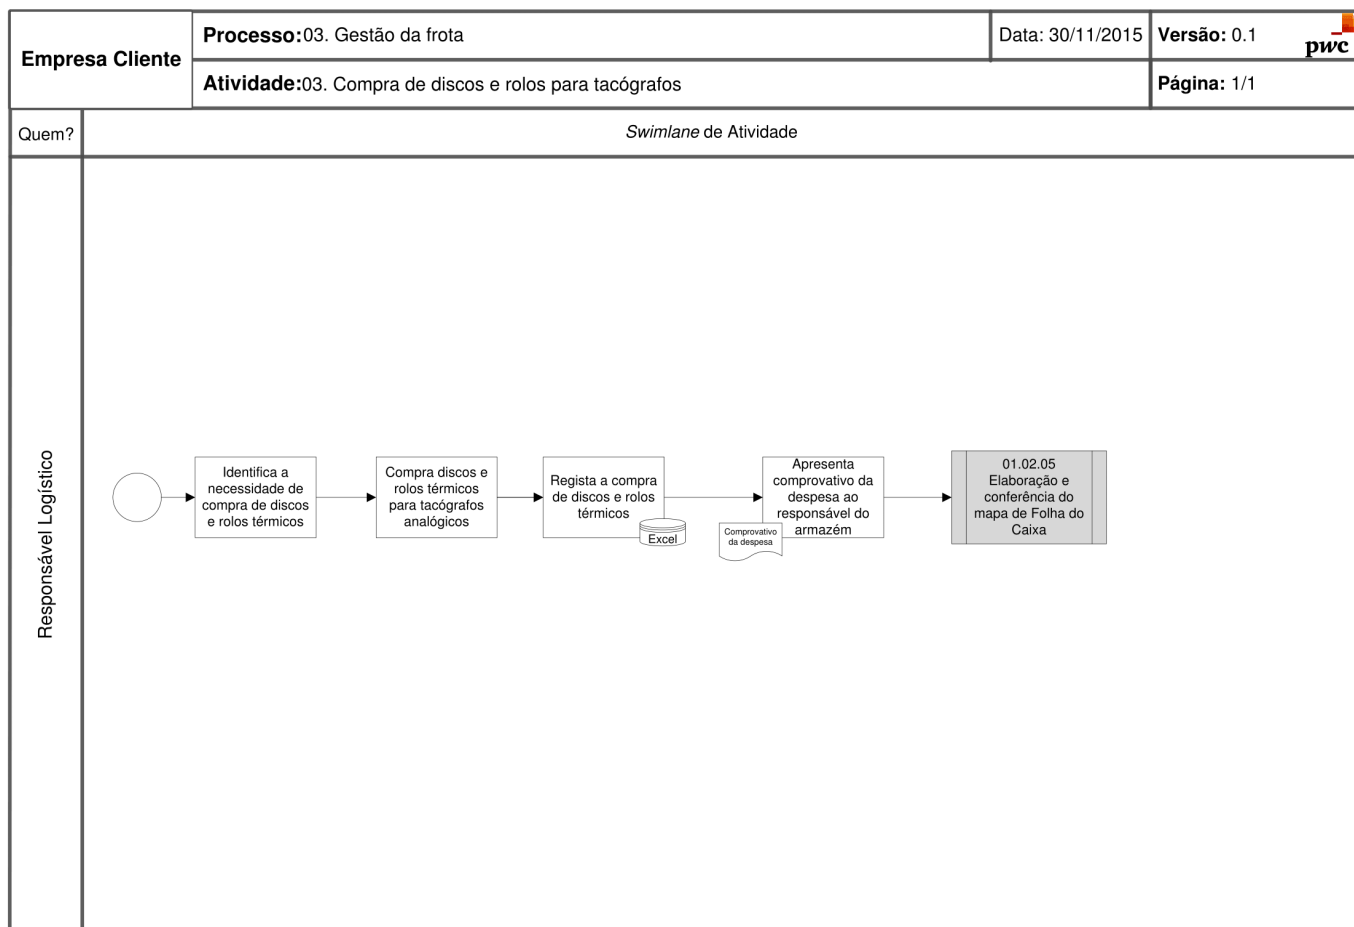 Empresa Cliente
Processo:03. Gestão da frota
Data: 30/11/2015
Versão: 0.1
pwc
Atividade:03. Compra de discos e rolos para tacógrafos
Página: 1/1
Quem?
Swimlane de Atividade
Responsável Logístico
Identifica a
necessidade de
compra de discos
e rolos térmicos
Compra discos e
rolos térmicos
para tacógrafos
analógicos
Regista a compra
de discos e rolos
térmicos
Excel
Apresenta
comprovativo da
despesa ao
responsável do
armazém
Comprovativo
da despesa
01.02.05
Elaboração e
conferência do
mapa de Folha do
Caixa